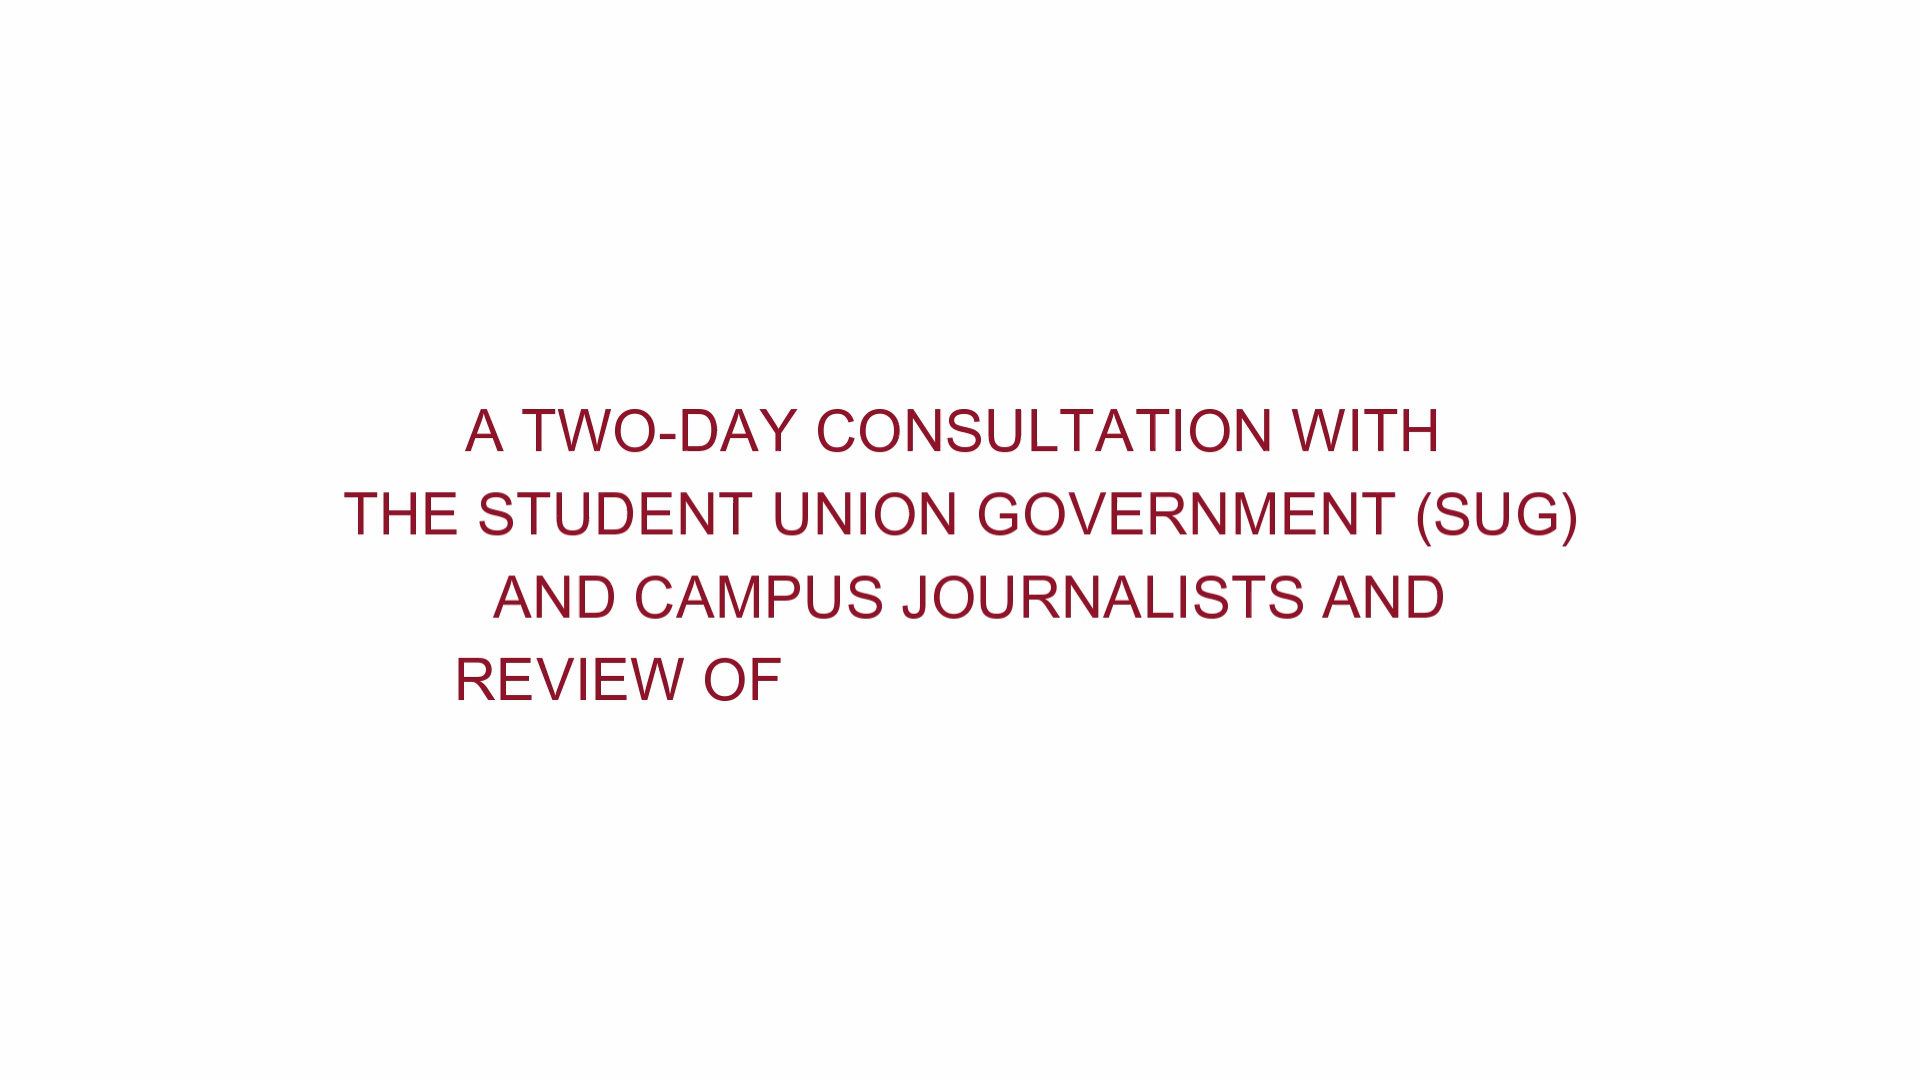 A TWO-DAY CONSULTATION WITH
THE STUDENT UNION GOVERNMENT (SUG)
AND CAMPUS JOURNALISTS AND
REVIEW OF